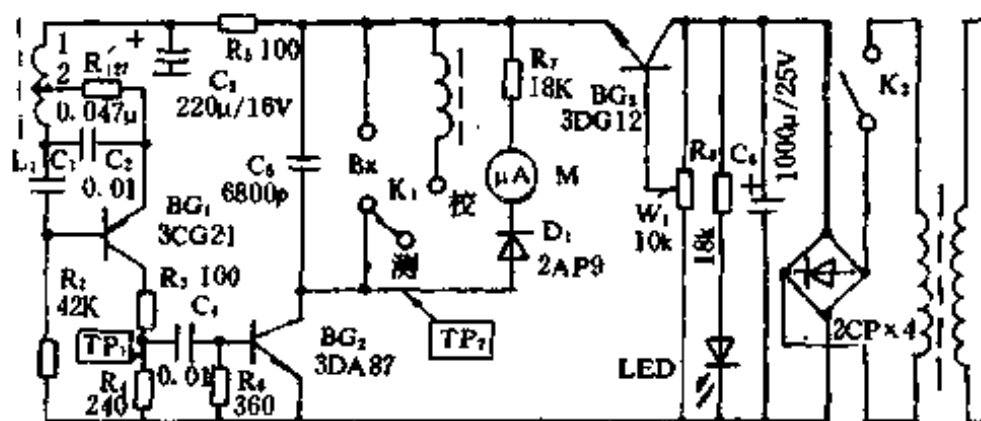 1
2
R₁ 27
0.047μ
L₁
C₁
C₂
0.01
+
C₃
220μ/16V
R₅ 100
BG₁
3CG21
R₂
42K
R₃ 100
TP₁
R₄
240
C₄
0.01
R₆
360
C₅
6800p
BG₂
3DA87
Bx
K₁
校
测
TP₂
R₇
18K
μA
M
D₁
2AP9
BG₃
3DG12
W₁
10k
R₈
18k
LED
+
C₆
1000μ/25V
K₂
2CP×4